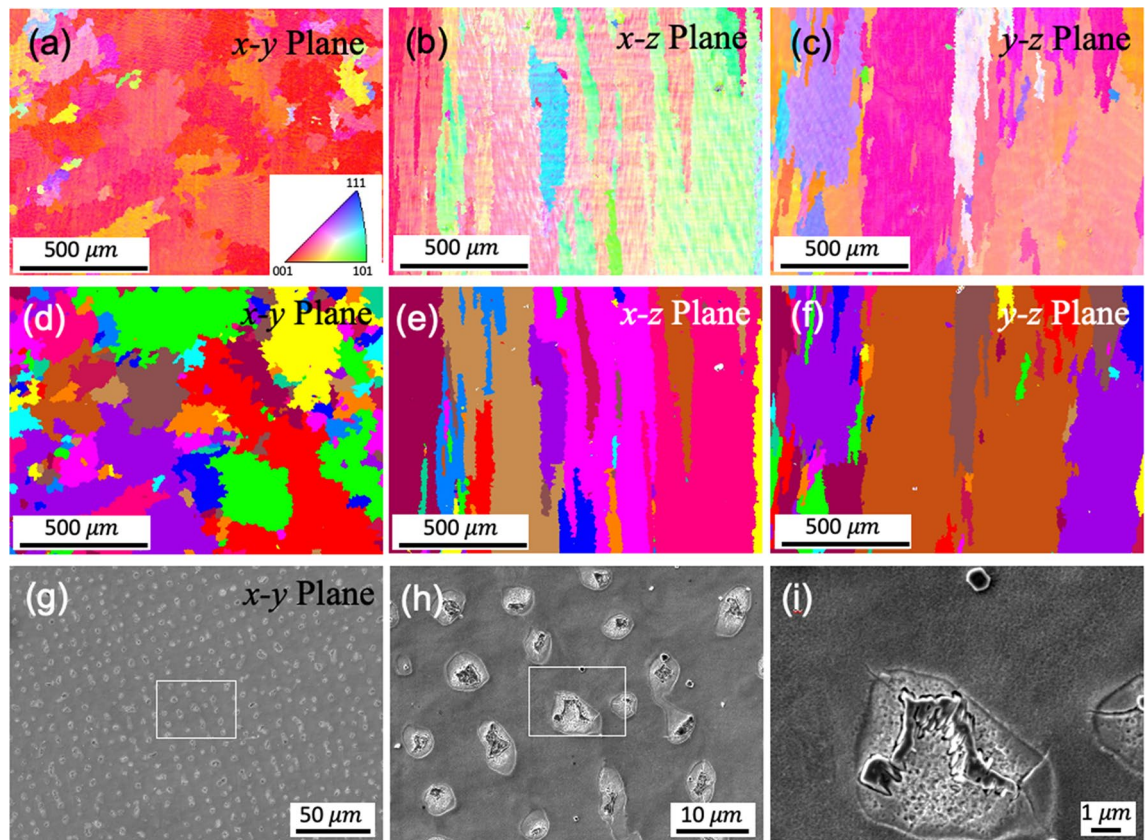 (a) x-y Plane
(b) x-z Plane
(c) y-z Plane
111
001 101
500 μm
500 μm
500 μm
(d) x-y Plane
(e) x-z Plane
(f) y-z Plane
500 μm
500 μm
500 μm
(g) x-y Plane
(h)
(i)
50 μm
10 μm
1 μm